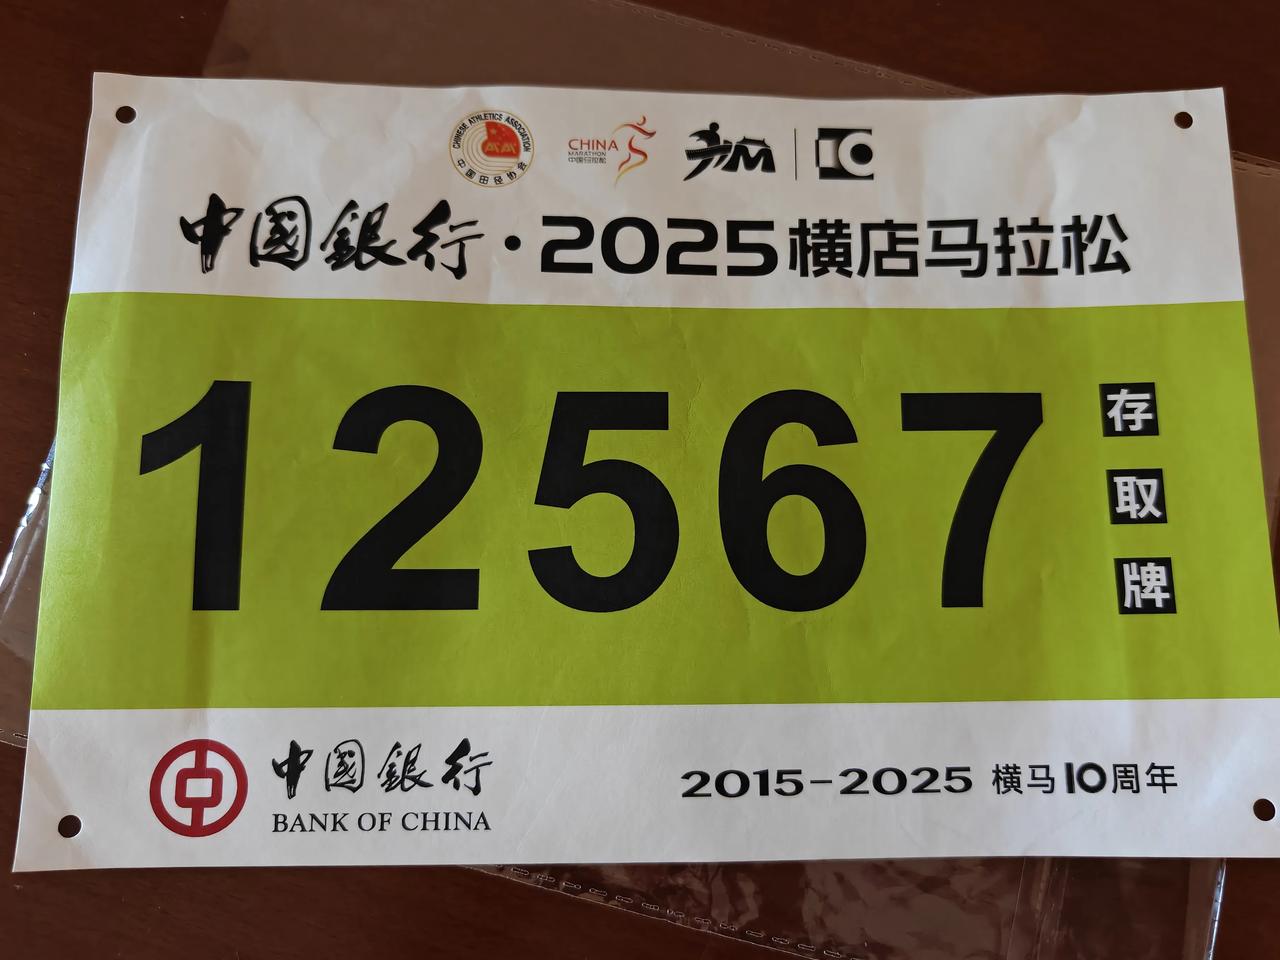 CHINESE ATHLETICS ASSOCIATION
中国田径协会
CHINA
MARATHON
中国马拉松
中国銀行·2025横店马拉松
12567
存
取
牌
中国銀行
BANK OF CHINA
2015-2025 横马10周年